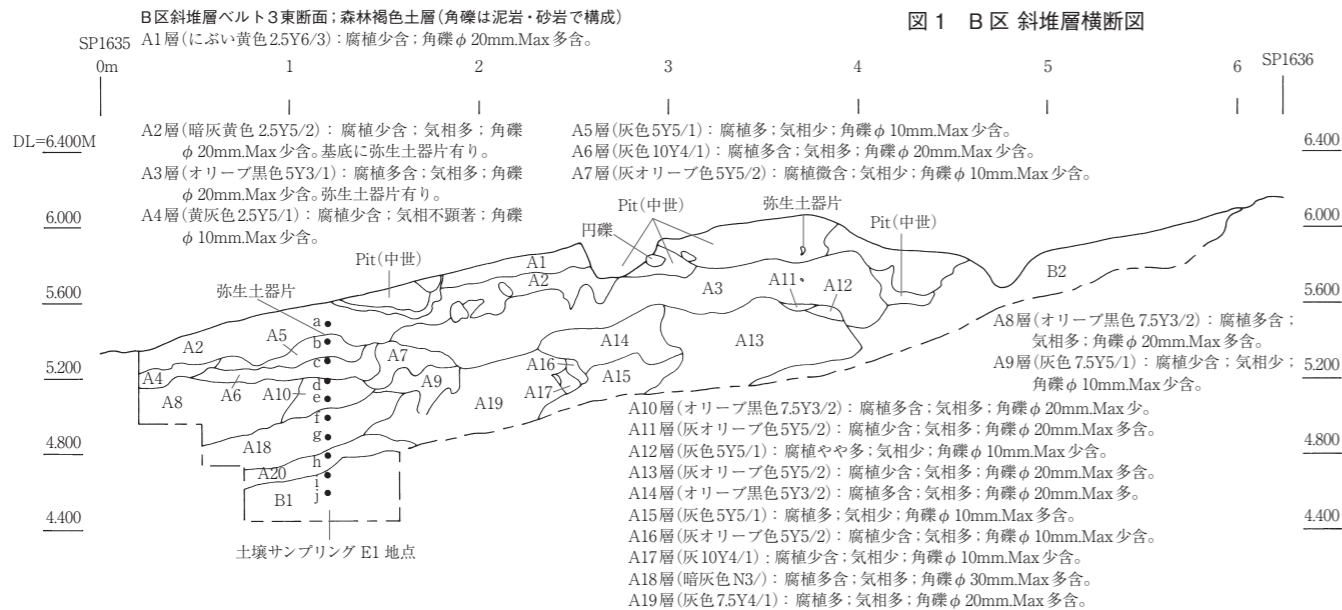 B区斜堆層ベルト3東断面；森林褐色土層(角礫は泥岩・砂岩で構成)
図1　B区 斜堆層横断図
A1層(にぶい黄色2.5Y6/3)：腐植少含；角礫φ20mm.Max多含。
SP1635
SP1636
0m 1 2 3 4 5 6
DL=6.400M
6.400
A2層(暗灰黄色2.5Y5/2)：腐植少含；気相多；角礫
φ20mm.Max少含。基底に弥生土器片有り。
A3層(オリーブ黒色5Y3/1)：腐植多含；気相多；角礫
φ20mm.Max少含。弥生土器片有り。
A4層(黄灰色2.5Y5/1)：腐植少含；気相不顕著；角礫
φ10mm.Max少含。
A5層(灰色5Y5/1)：腐植多；気相少；角礫φ10mm.Max少含。
A6層(灰色10Y4/1)：腐植多含；気相多；角礫φ20mm.Max少含。
A7層(灰オリーブ色5Y5/2)：腐植微含；気相少；角礫φ10mm.Max少含。
6.000
Pit(中世)
弥生土器片
円礫
Pit(中世)
6.000
Pit(中世)
A1
A2
A3
A11
A12
B2
5.600
弥生土器片
5.600
a
b
c
d
e
f
g
h
i
j
A2
A5
A7
A14
A13
A4
A6
A8
A10
A9
A16
A17
A15
A19
A18
A20
B1
5.200
5.200
4.800
4.800
4.400
4.400
土壌サンプリング E1 地点
A8層(オリーブ黒色7.5Y3/2)：腐植多含；
気相多；角礫φ20mm.Max少含。
A9層(灰色7.5Y5/1)：腐植少含；気相少；
角礫φ10mm.Max少含。
A10層(オリーブ黒色7.5Y3/2)：腐植多含；気相多；角礫φ20mm.Max少。
A11層(灰オリーブ色5Y5/2)：腐植少含；気相多；角礫φ20mm.Max多含。
A12層(灰色5Y5/1)：腐植やや多；気相少；角礫φ10mm.Max少含。
A13層(灰オリーブ色5Y5/2)：腐植少含；気相多；角礫φ20mm.Max多含。
A14層(オリーブ黒色5Y3/2)：腐植多含；気相多；角礫φ20mm.Max多。
A15層(灰色5Y5/1)：腐植多；気相少；角礫φ10mm.Max多含。
A16層(灰オリーブ色5Y5/2)：腐植少含；気相多；角礫φ10mm.Max少含。
A17層(灰10Y4/1)：腐植少含；気相少；角礫φ10mm.Max少含。
A18層(暗灰色N3/)：腐植多含；気相多；角礫φ30mm.Max多含。
A19層(灰色7.5Y4/1)：腐植多；気相多；角礫φ20mm.Max多含。